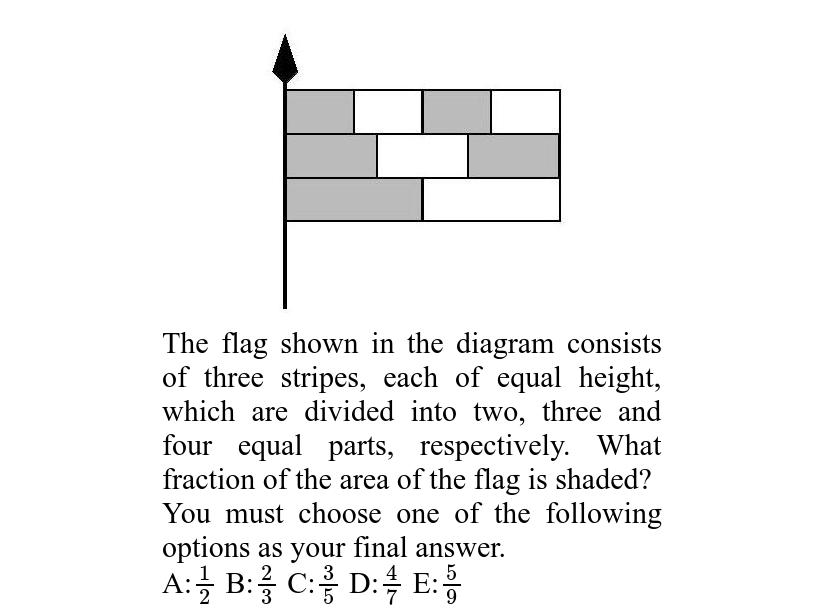 The flag shown in the diagram consists
of three stripes, each of equal height,
which are divided into two, three and
four equal parts, respectively. What
fraction of the area of the flag is shaded?
You must choose one of the following
options as your final answer.
A:\frac{1}{2} B:\frac{2}{3} C:\frac{3}{5} D:\frac{4}{7} E:\frac{5}{9}